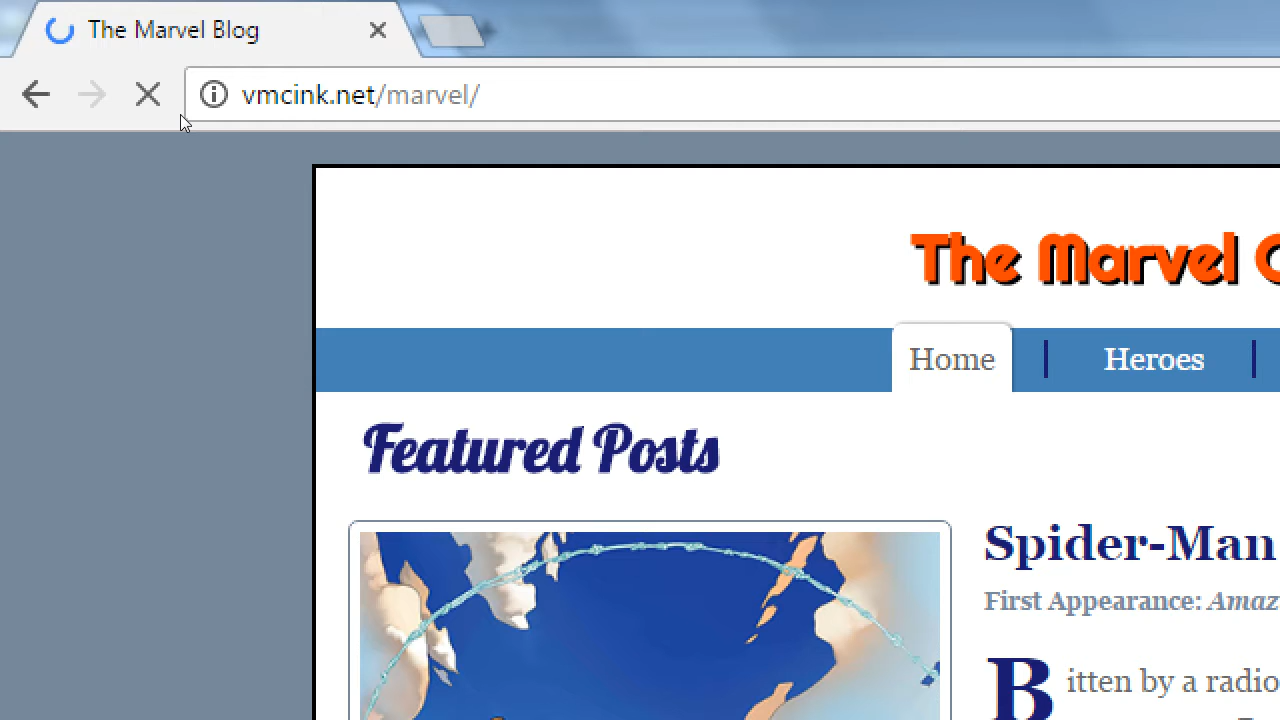 The Marvel Blog
vmcink.net/marvel/
The Marvel
Home
Heroes
Featured Posts
Spider-Man
First Appearance: Amaz
Bitten by a radio